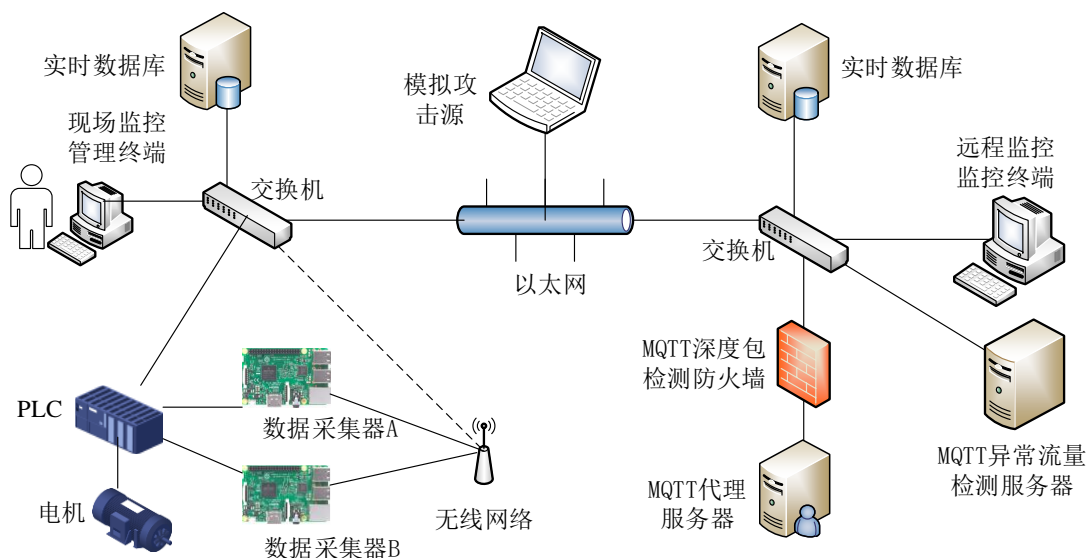 实时数据库
模拟攻
击源
实时数据库
现场监控
管理终端
远程监控
监控终端
交换机
交换机
以太网
MQTT深度包
检测防火墙
PLC
数据采集器A
MQTT异常流量
检测服务器
电机
数据采集器B
无线网络
MQTT代理
服务器